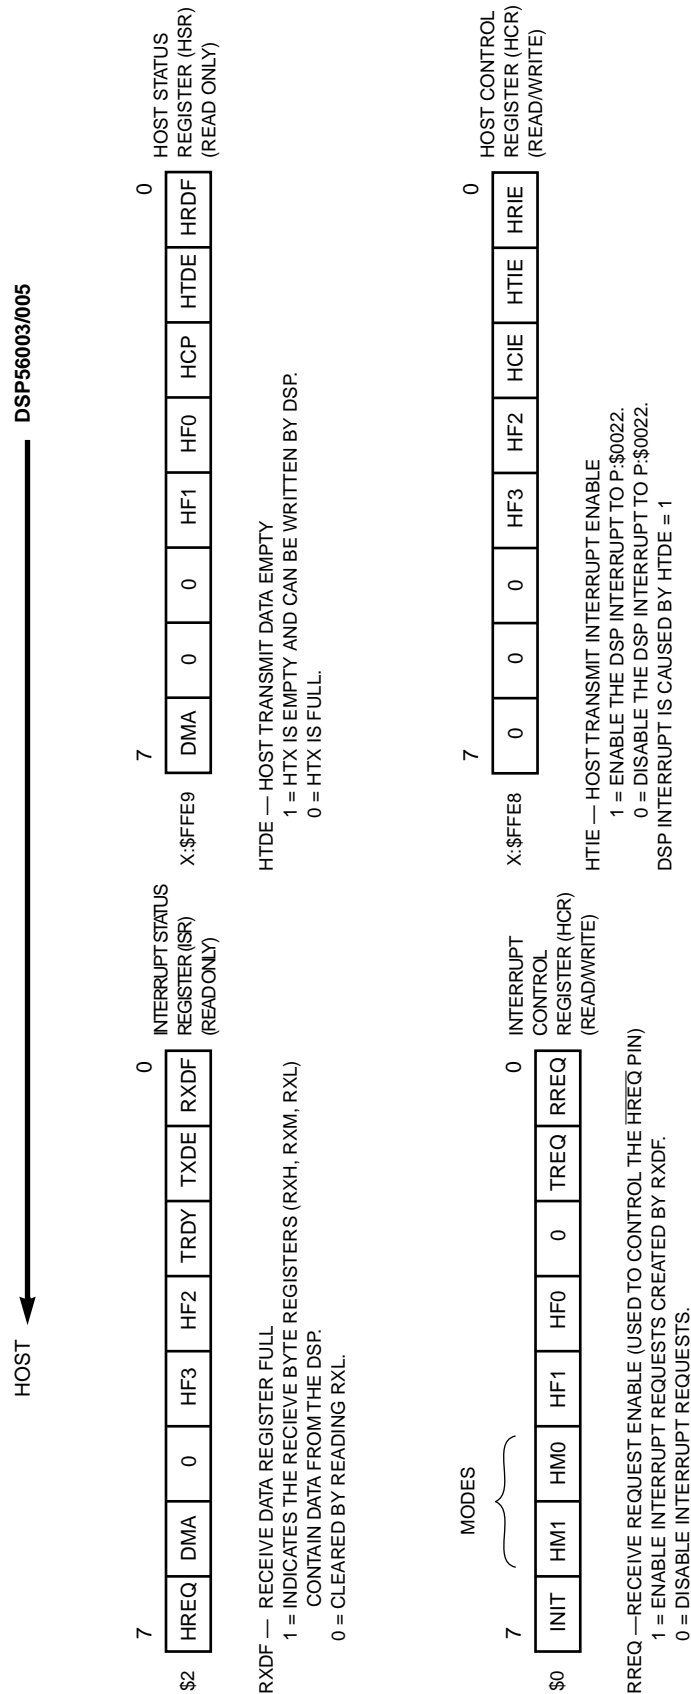 HOST DSP56003/005
7 0
$2 HREQ DMA 0 HF3 HF2 TRDY TXDE RXDF
INTERRUPT STATUS
REGISTER (ISR)
(READ ONLY)
RXDF — RECEIVE DATA REGISTER FULL
1 = INDICATES THE RECIEVE BYTE REGISTERS (RXH, RXM, RXL)
CONTAIN DATA FROM THE DSP.
0 = CLEARED BY READING RXL.
7 0
X:$FFE9 DMA 0 0 HF1 HF0 HCP HTDE HRDF
HOST STATUS
REGISTER (HSR)
(READ ONLY)
HTDE — HOST TRANSMIT DATA EMPTY
1 = HTX IS EMPTY AND CAN BE WRITTEN BY DSP.
0 = HTX IS FULL.
MODES
7 0
$0 INIT HM1 HM0 HF1 HF0 0 TREQ RREQ
INTERRUPT
CONTROL
REGISTER (HCR)
(READ/WRITE)
RREQ —RECEIVE REQUEST ENABLE (USED TO CONTROL THE HREQ PIN)
1 = ENABLE INTERRUPT REQUESTS CREATED BY RXDF.
0 = DISABLE INTERRUPT REQUESTS.
7 0
X:$FFE8 0 0 0 HF3 HF2 HCIE HTIE HRIE
HOST CONTROL
REGISTER (HCR)
(READ/WRITE)
HTIE — HOST TRANSMIT INTERRUPT ENABLE
1 = ENABLE THE DSP INTERRUPT TO P:$0022.
0 = DISABLE THE DSP INTERRUPT TO P:$0022.
DSP INTERRUPT IS CAUSED BY HTDE = 1